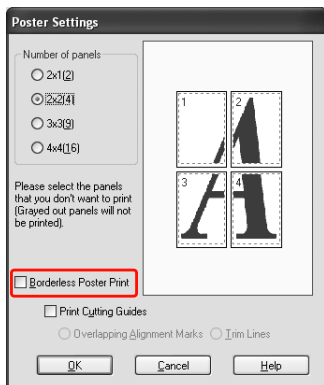 Poster Settings
Number of panels
2x1(2)
2x2(4)
3x3(9)
4x4(16)
1 2
3 4
Please select the panels
that you don't want to print
(Grayed out panels will not
be printed).
Borderless Poster Print
Print Cutting Guides
Overlapping Alignment Marks Trim Lines
OK Cancel Help